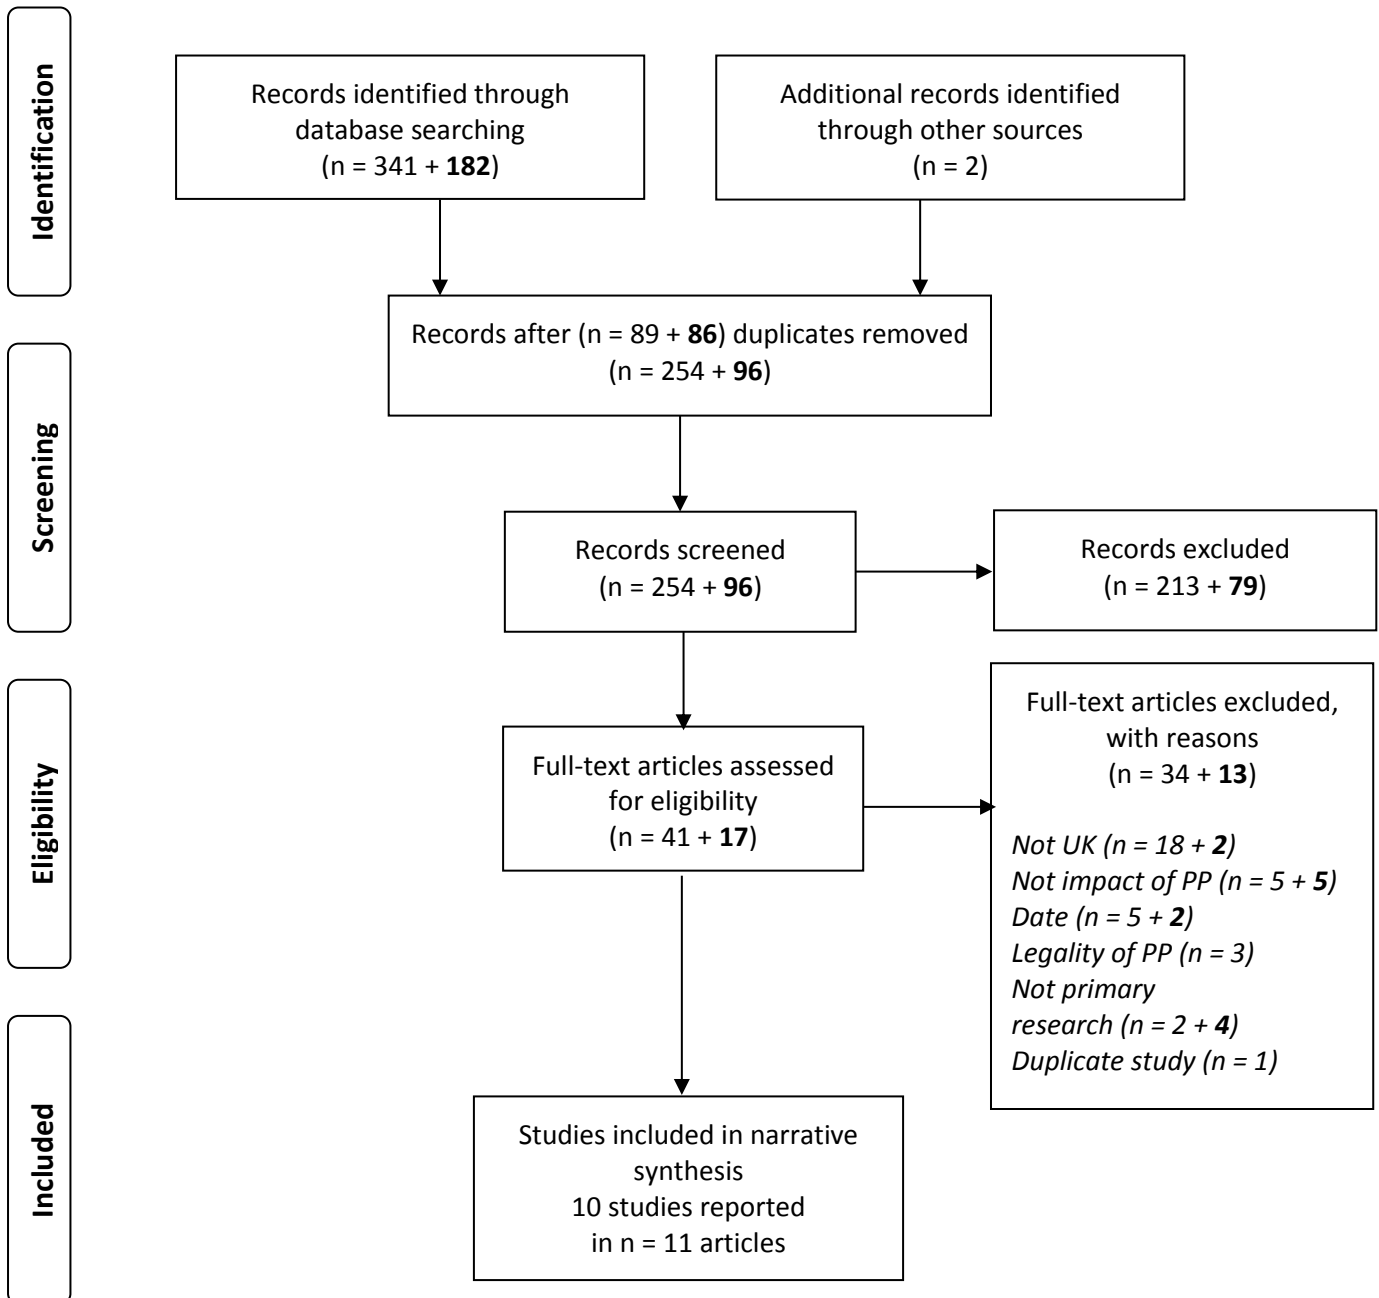 Identification
Records identified through
database searching
(n = 341 + 182)
Additional records identified
through other sources
(n = 2)
Records after (n = 89 + 86) duplicates removed
(n = 254 + 96)
Screening
Records screened
(n = 254 + 96)
Records excluded
(n = 213 + 79)
Eligibility
Full-text articles assessed
for eligibility
(n = 41 + 17)
Full-text articles excluded,
with reasons
(n = 34 + 13)
Not UK (n = 18 + 2)
Not impact of PP (n = 5 + 5)
Date (n = 5 + 2)
Legality of PP (n = 3)
Not primary
research (n = 2 + 4)
Duplicate study (n = 1)
Included
Studies included in narrative
synthesis
10 studies reported
in n = 11 articles